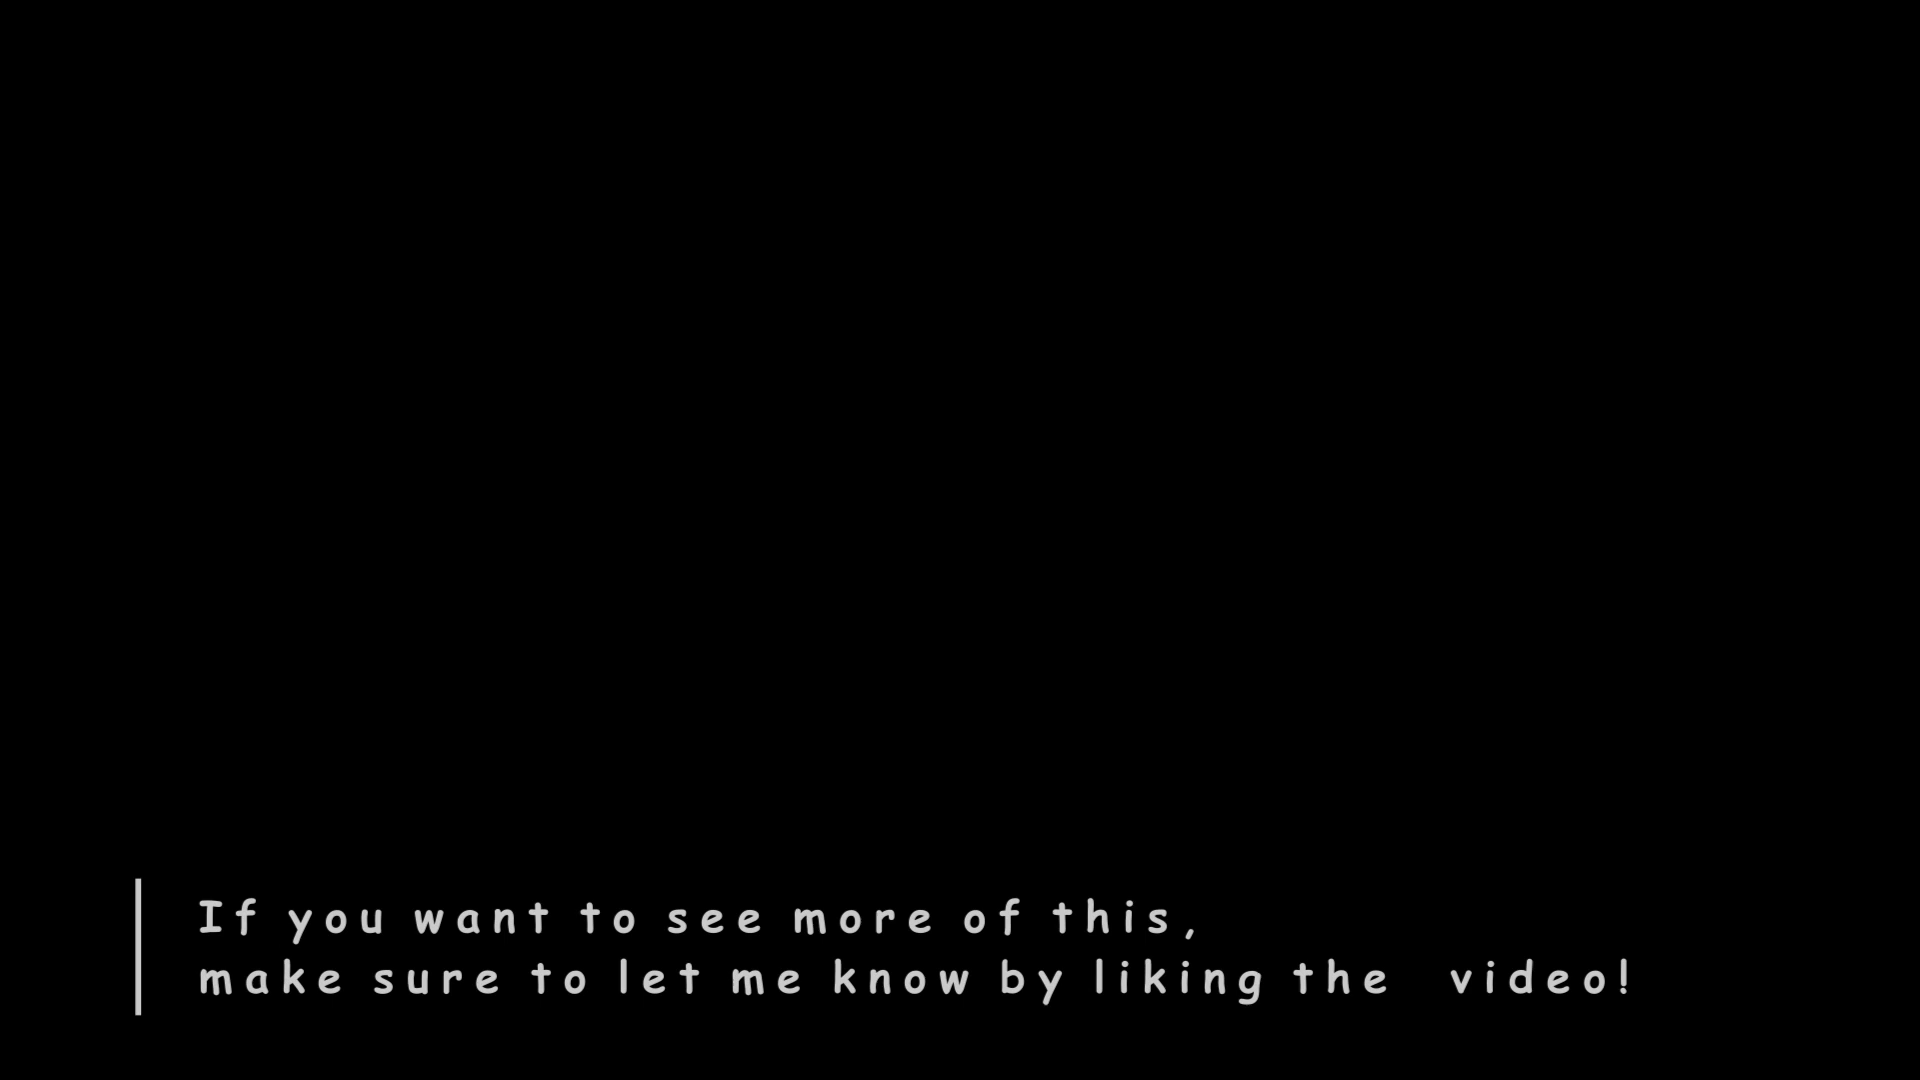 If you want to see more of this,
make sure to let me know by liking the video!